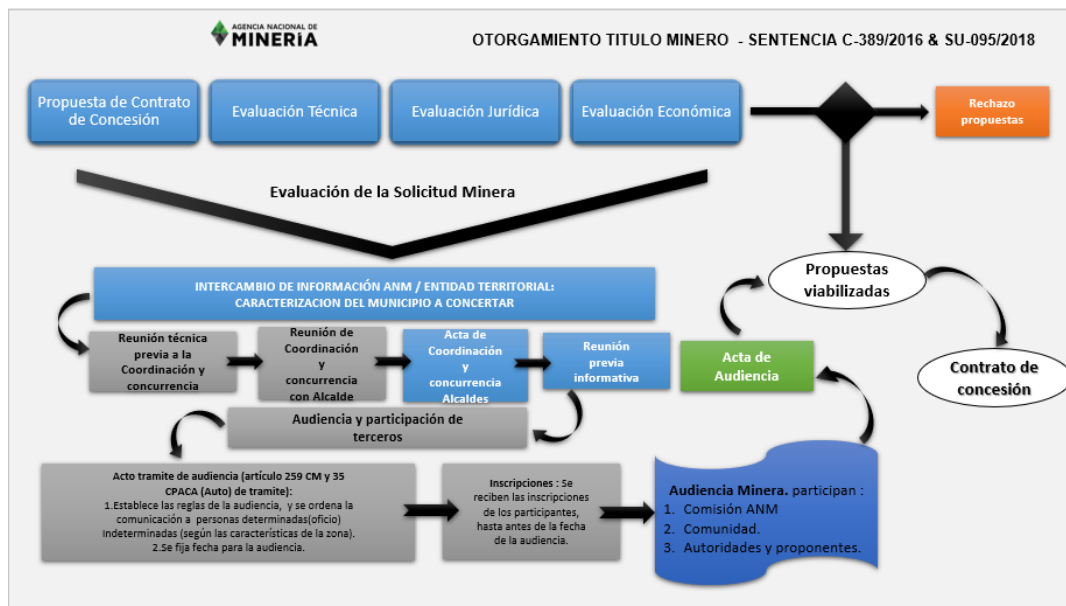 AGENCIA NACIONAL DE
MINERÍA
OTORGAMIENTO TITULO MINERO - SENTENCIA C-389/2016 & SU-095/2018
Propuesta de Contrato
de Concesión
Evaluación Técnica
Evaluación Jurídica
Evaluación Económica
Rechazo
propuestas
Evaluación de la Solicitud Minera
Propuestas
viabilizadas
INTERCAMBIO DE INFORMACIÓN ANM / ENTIDAD TERRITORIAL:
CARACTERIZACION DEL MUNICIPIO A CONCERTAR
Reunión técnica
previa a la
Coordinación y
concurrencia
Reunión de
Coordinación
y
concurrencia
con Alcalde
Acta de
Coordinación
y
concurrencia
Alcaldes
Reunión
previa
informativa
Acta de
Audiencia
Contrato de
concesión
Audiencia y participación de
terceros
Acto tramite de audiencia (artículo 259 CM y 35
CPACA (Auto) de tramite):
1.Establece las reglas de la audiencia, y se ordena la
comunicación a personas determinadas(oficio)
Indeterminadas (según las características de la zona).
2.Se fija fecha para la audiencia.
Inscripciones : Se
reciben las inscripciones
de los participantes,
hasta antes de la fecha
de la audiencia.
Audiencia Minera. participan :
1. Comisión ANM
2. Comunidad.
3. Autoridades y proponentes.